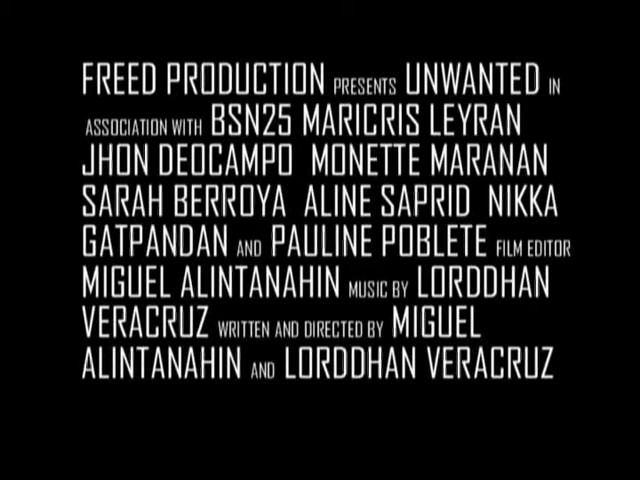 FREED PRODUCTION PRESENTS UNWANTED IN
ASSOCIATION WITH BSN25 MARICRIS LEYRAN
JHON DEOCAMPO MONETTE MARANAN
SARAH BERROYA ALINE SAPRID NIKKA
GATPANDAN AND PAULINE POBLETE FILM EDITOR
MIGUEL ALINTANAHIN MUSIC BY LORDDHAN
VERACRUZ WRITTEN AND DIRECTED BY MIGUEL
ALINTANAHIN AND LORDDHAN VERACRUZ